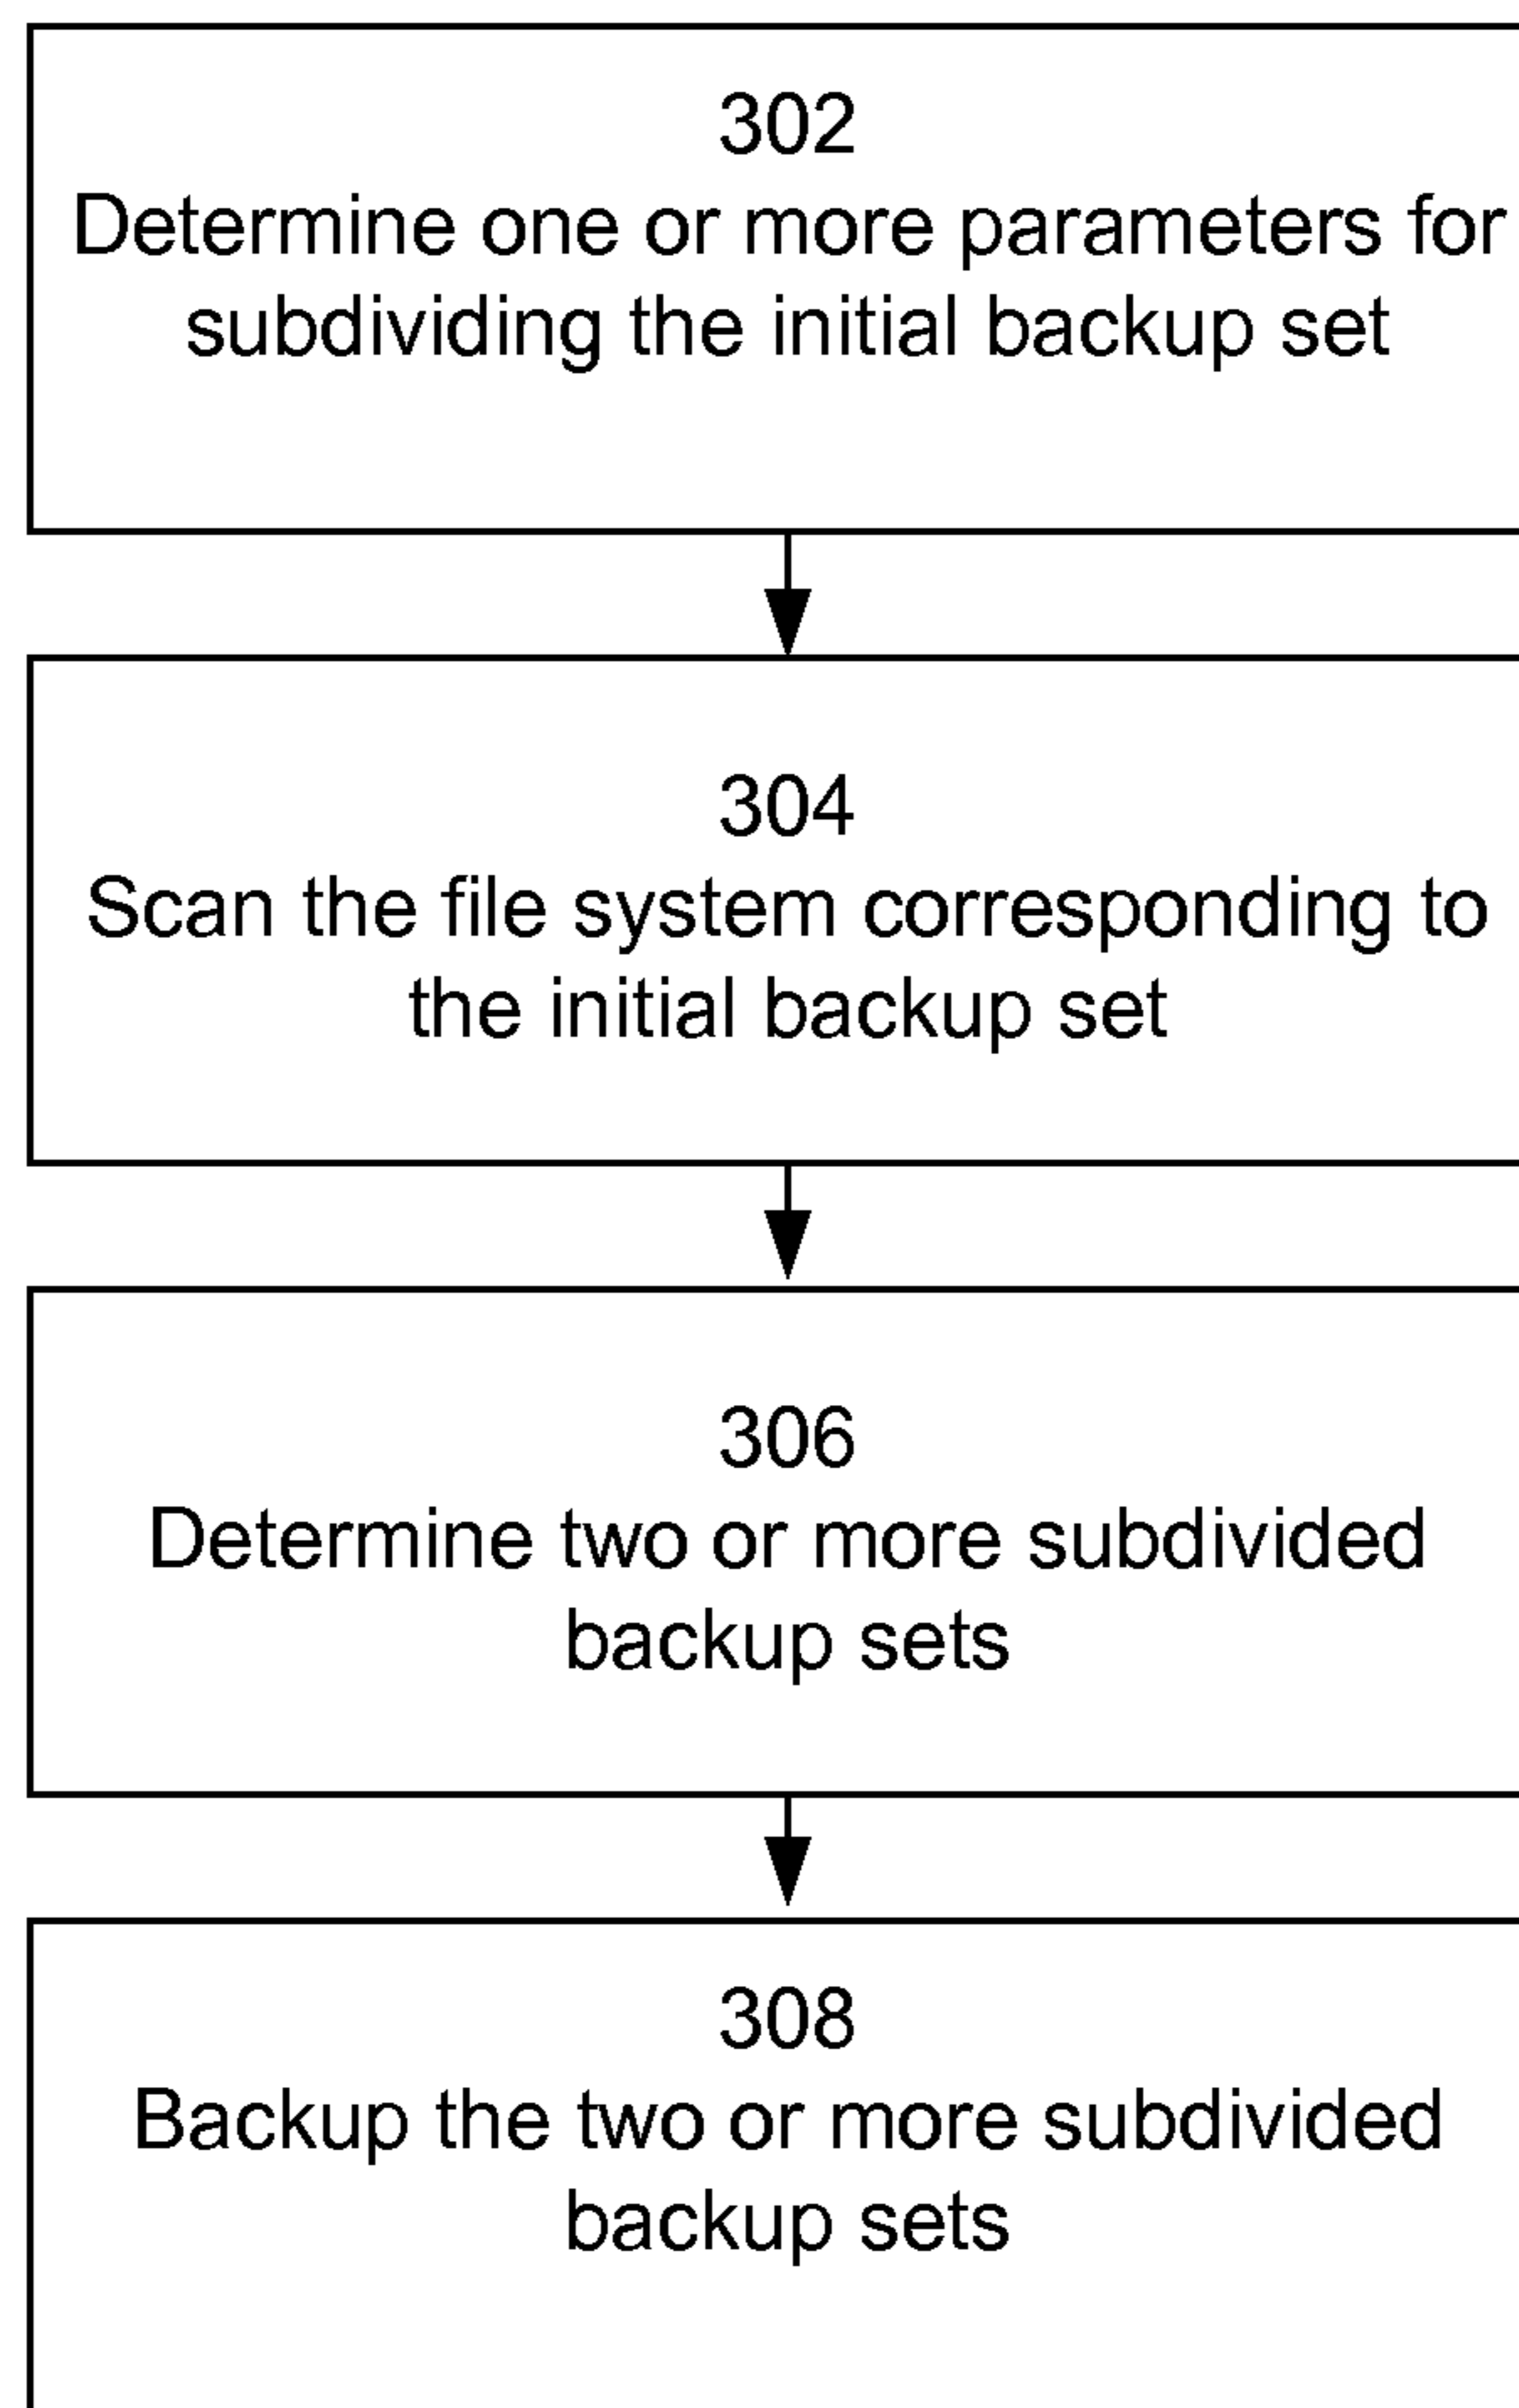 302
Determine one or more parameters for
subdividing the initial backup set
304
Scan the file system corresponding to
the initial backup set
306
Determine two or more subdivided
backup sets
308
Backup the two or more subdivided
backup sets